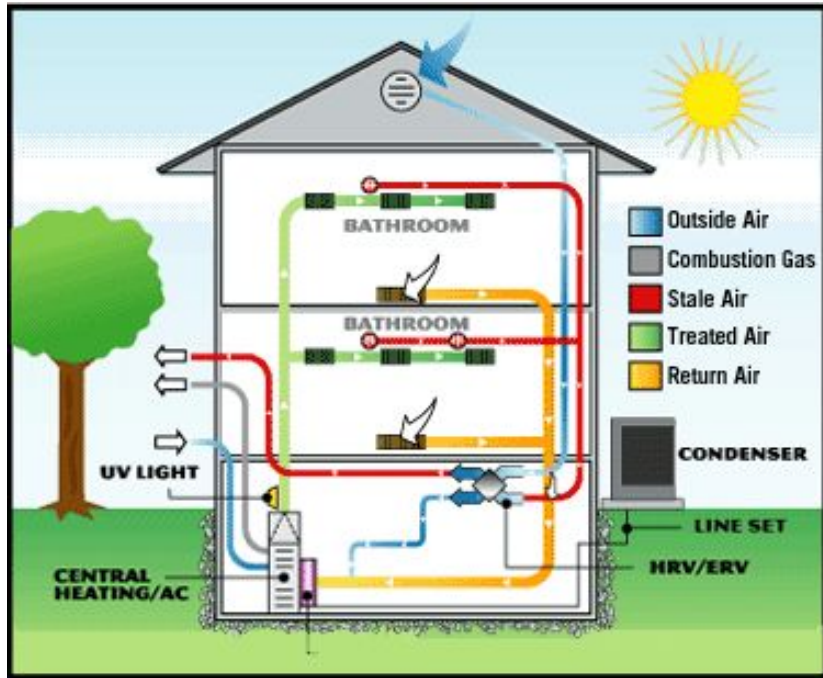 BATHROOM
Outside Air
Combustion Gas
Stale Air
Treated Air
Return Air
BATHROOM
UV LIGHT
CONDENSER
LINE SET
CENTRAL
HEATING/AC
HRV/ERV